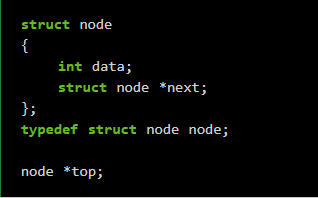 struct node
{
int data;
struct node *next;
};
typedef struct node node;
node *top;